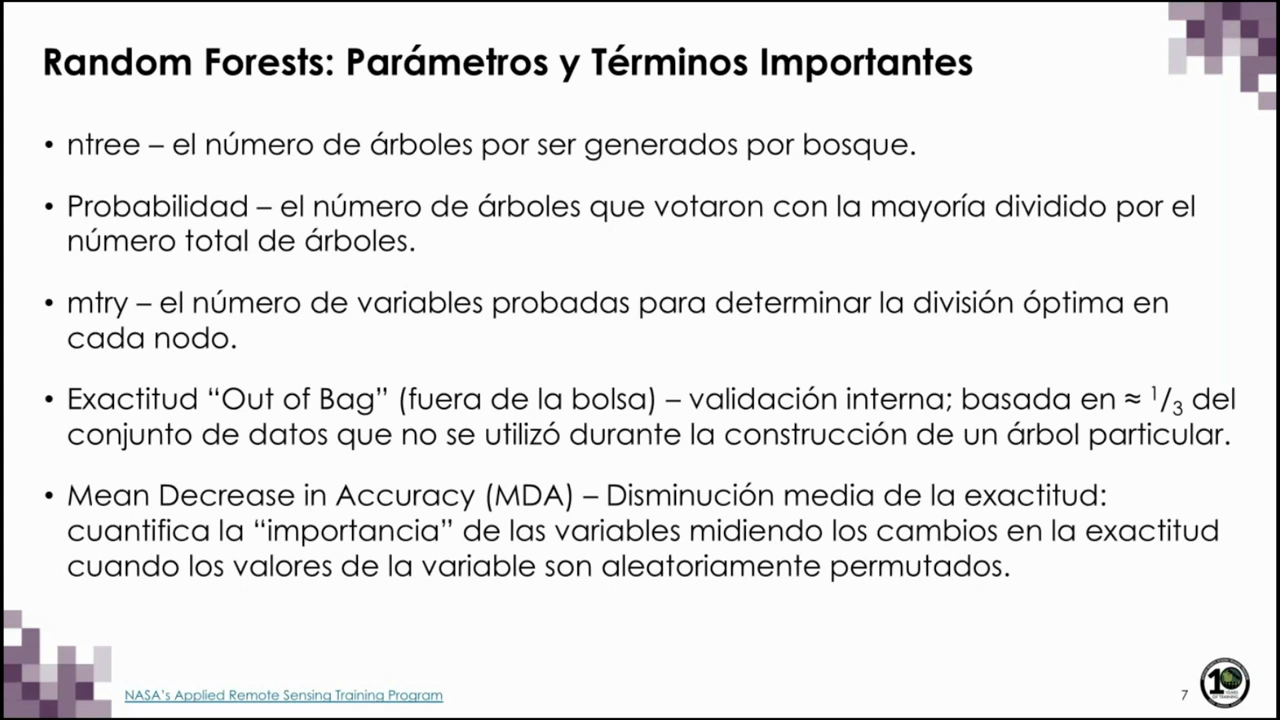 Random Forests: Parámetros y Términos Importantes
• ntree – el número de árboles por ser generados por bosque.
• Probabilidad – el número de árboles que votaron con la mayoría dividido por el
número total de árboles.
• mtry – el número de variables probadas para determinar la división óptima en
cada nodo.
• Exactitud “Out of Bag” (fuera de la bolsa) – validación interna; basada en ≈ 1/3 del
conjunto de datos que no se utilizó durante la construcción de un árbol particular.
• Mean Decrease in Accuracy (MDA) – Disminución media de la exactitud:
cuantifica la “importancia” de las variables midiendo los cambios en la exactitud
cuando los valores de la variable son aleatoriamente permutados.
NASA's Applied Remote Sensing Training Program
7
10
YEARS
OF TRAINING